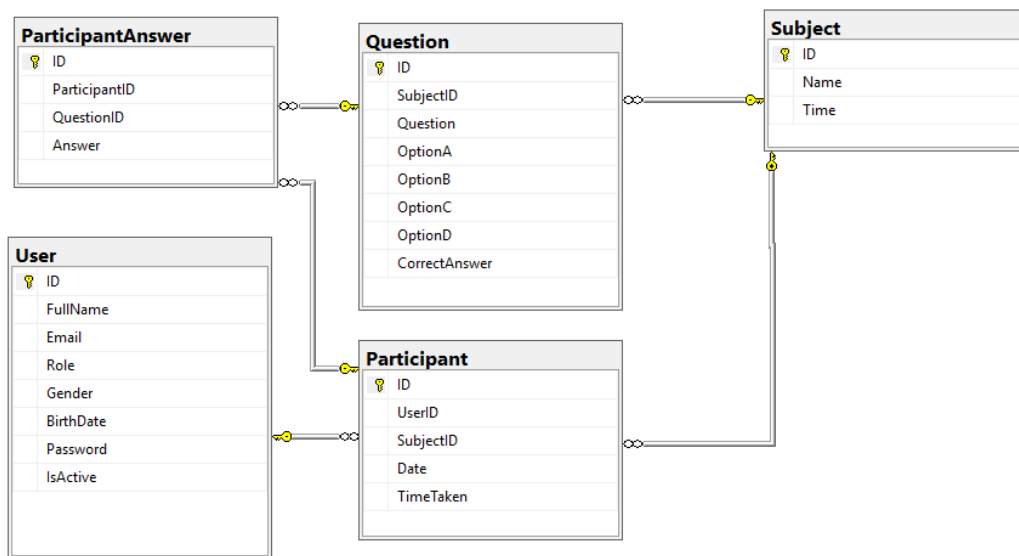 ParticipantAnswer
ID
ParticipantID
QuestionID
Answer
Question
ID
SubjectID
Question
OptionA
OptionB
OptionC
OptionD
CorrectAnswer
Subject
ID
Name
Time
User
ID
FullName
Email
Role
Gender
BirthDate
Password
IsActive
Participant
ID
UserID
SubjectID
Date
TimeTaken